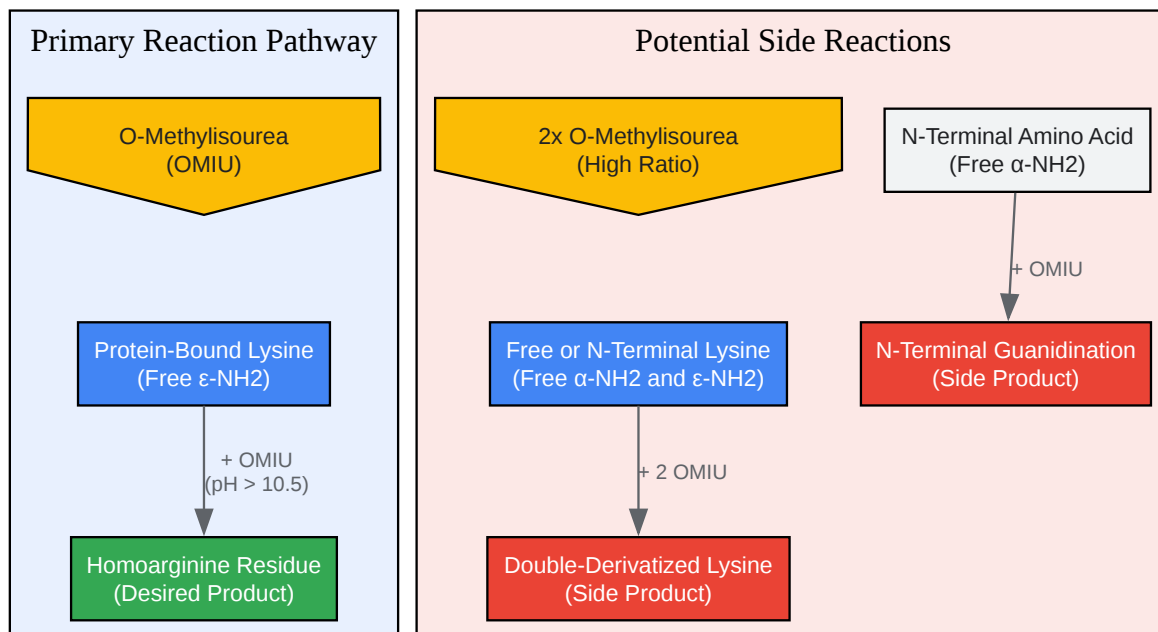 Primary Reaction Pathway
O-Methylisourea
(OMIU)
Protein-Bound Lysine
(Free ε-NH2)
+ OMIU
(pH > 10.5)
Homoarginine Residue
(Desired Product)
Potential Side Reactions
2x O-Methylisourea
(High Ratio)
Free or N-Terminal Lysine
(Free α-NH2 and ε-NH2)
+ 2 OMIU
Double-Derivatized Lysine
(Side Product)
N-Terminal Amino Acid
(Free α-NH2)
+ OMIU
N-Terminal Guanidination
(Side Product)